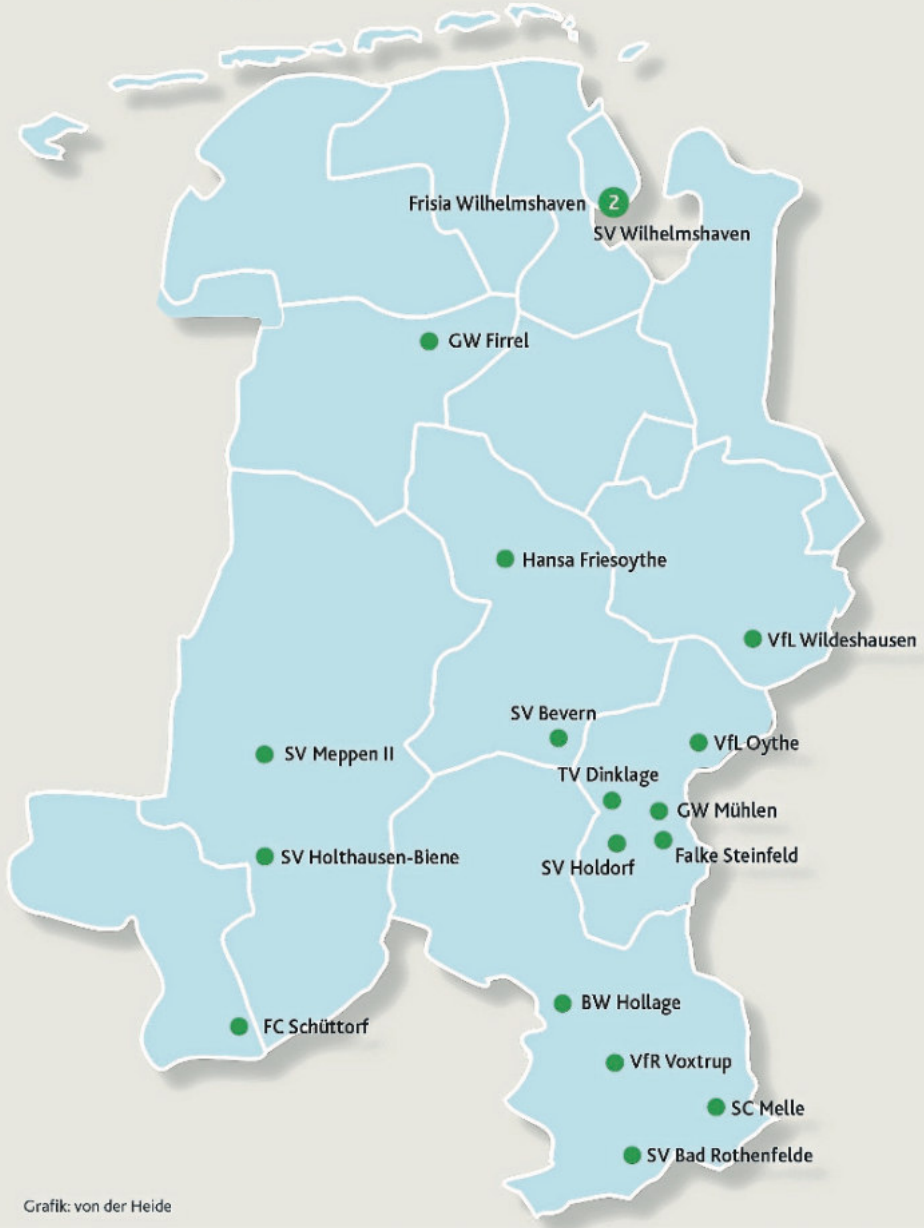 Frisia Wilhelmshaven
2
SV Wilhelmshaven
GW Firrel
Hansa Friesoythe
VfL Wildeshausen
SV Bevern
VfL Oythe
SV Meppen II
TV Dinklage
GW Mühlen
SV Holthausen-Biene
SV Holdorf
Falke Steinfeld
BW Hollage
FC Schüttorf
VfR Voxtrup
SC Melle
SV Bad Rothenfelde
Grafik: von der Heide